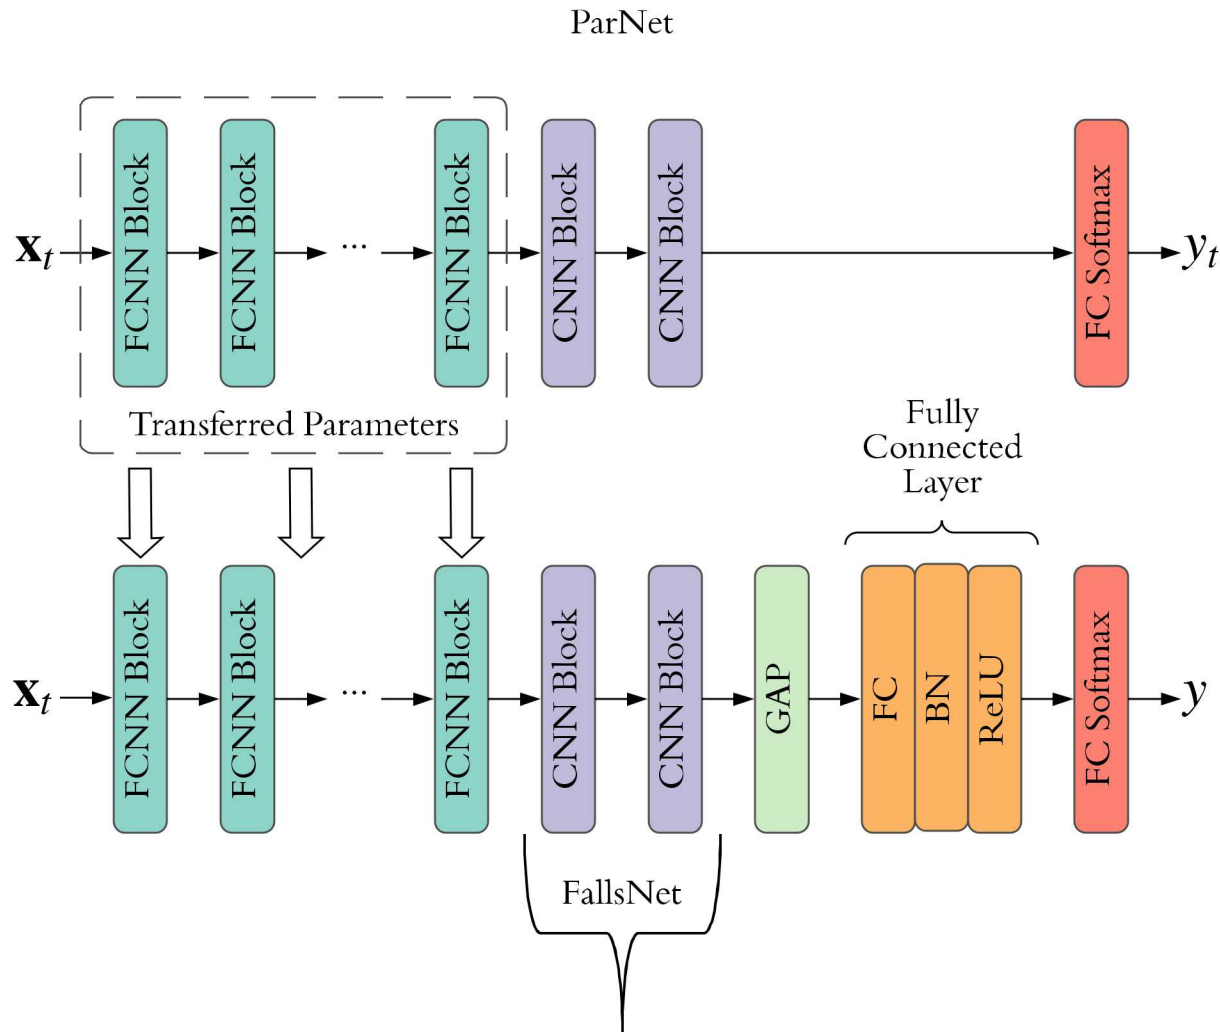 ParNet
x_t
FCNN Block
FCNN Block
...
FCNN Block
CNN Block
CNN Block
FC Softmax
y_t
Transferred Parameters
Fully
Connected
Layer
x_t
FCNN Block
FCNN Block
...
FCNN Block
CNN Block
CNN Block
GAP
FC
BN
ReLU
FC Softmax
y
FallsNet